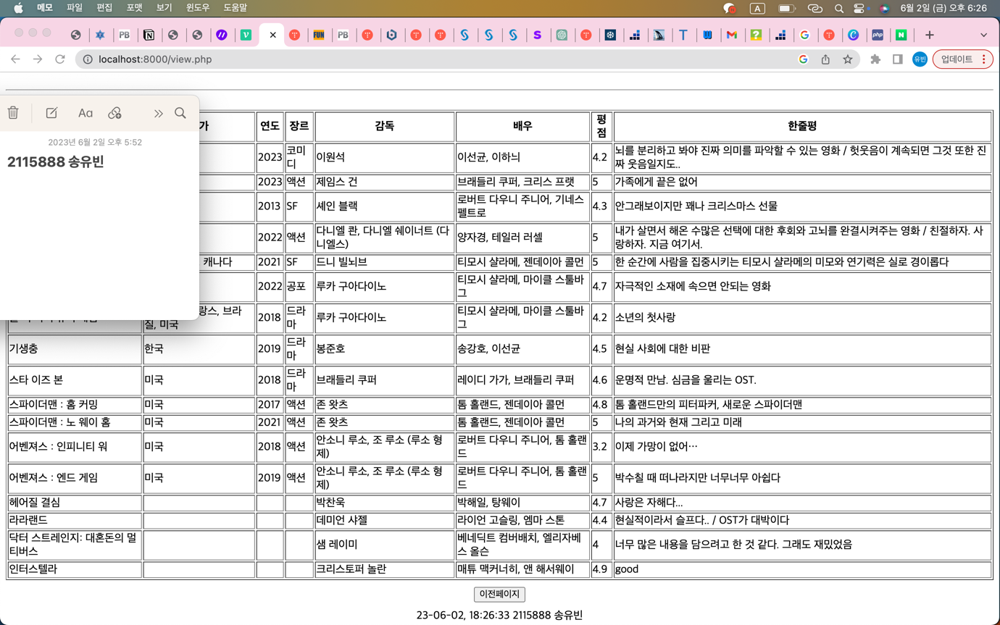 메모 파일 편집 포맷 보기 윈도우 도움말 A 6월 2일 (금) 오후 6:26
PB FUN PB T php N
localhost:8000/view.php 유빈 업데이트
Aa
2023년 6월 2일 오후 5:52
2115888 송유빈
가 연도 장르 감독 배우 평점 한줄평
2023 코미디 이원석 이선균, 이하늬 4.2 뇌를 분리하고 봐야 진짜 의미를 파악할 수 있는 영화 / 헛웃음이 계속되면 그것 또한 진짜 웃음일지도..
2023 액션 제임스 건 브래들리 쿠퍼, 크리스 프랫 5 가족에게 끝은 없어
2013 SF 셰인 블랙 로버트 다우니 주니어, 기네스 펠트로 4.3 안그래보이지만 꽤나 크리스마스 선물
2022 액션 다니엘 콴, 다니엘 쉐이너트 (다니엘스) 양자경, 테일러 러셀 5 내가 살면서 해온 수많은 선택에 대한 후회와 고뇌를 완결시켜주는 영화 / 친절하자. 사랑하자. 지금 여기서.
캐나다 2021 SF 드니 빌뇌브 티모시 샬라메, 젠데이아 콜먼 5 한 순간에 사람을 집중시키는 티모시 샬라메의 미모와 연기력은 실로 경이롭다
2022 공포 루카 구아다이노 티모시 샬라메, 마이클 스툴바그 4.7 자극적인 소재에 속으면 안되는 영화
랑스, 브라질, 미국 2018 드라마 루카 구아다이노 티모시 샬라메, 마이클 스툴바그 4.2 소년의 첫사랑
기생충 한국 2019 드라마 봉준호 송강호, 이선균 4.5 현실 사회에 대한 비판
스타 이즈 본 미국 2018 드라마 브래들리 쿠퍼 레이디 가가, 브래들리 쿠퍼 4.6 운명적 만남. 심금을 울리는 OST.
스파이더맨 : 홈 커밍 미국 2017 액션 존 왓츠 톰 홀랜드, 젠데이아 콜먼 4.8 톰 홀랜드만의 피터파커, 새로운 스파이더맨
스파이더맨 : 노 웨이 홈 미국 2021 액션 존 왓츠 톰 홀랜드, 젠데이아 콜먼 5 나의 과거와 현재 그리고 미래
어벤져스 : 인피니티 워 미국 2018 액션 안소니 루소, 조 루소 (루소 형제) 로버트 다우니 주니어, 톰 홀랜드 3.2 이제 가망이 없어…
어벤져스 : 엔드 게임 미국 2019 액션 안소니 루소, 조 루소 (루소 형제) 로버트 다우니 주니어, 톰 홀랜드 5 박수칠 때 떠나라지만 너무너무 아쉽다
헤어질 결심 박찬욱 박해일, 탕웨이 4.7 사랑은 자해다...
라라랜드 데미언 샤젤 라이언 고슬링, 엠마 스톤 4.4 현실적이라서 슬프다.. / OST가 대박이다
닥터 스트레인지: 대혼돈의 멀티버스 샘 레이미 베네딕트 컴버배치, 엘리자베스 올슨 4 너무 많은 내용을 담으려고 한 것 같다. 그래도 재밌었음
인터스텔라 크리스토퍼 놀란 매튜 맥커너히, 앤 해서웨이 4.9 good
이전페이지
23-06-02, 18:26:33 2115888 송유빈